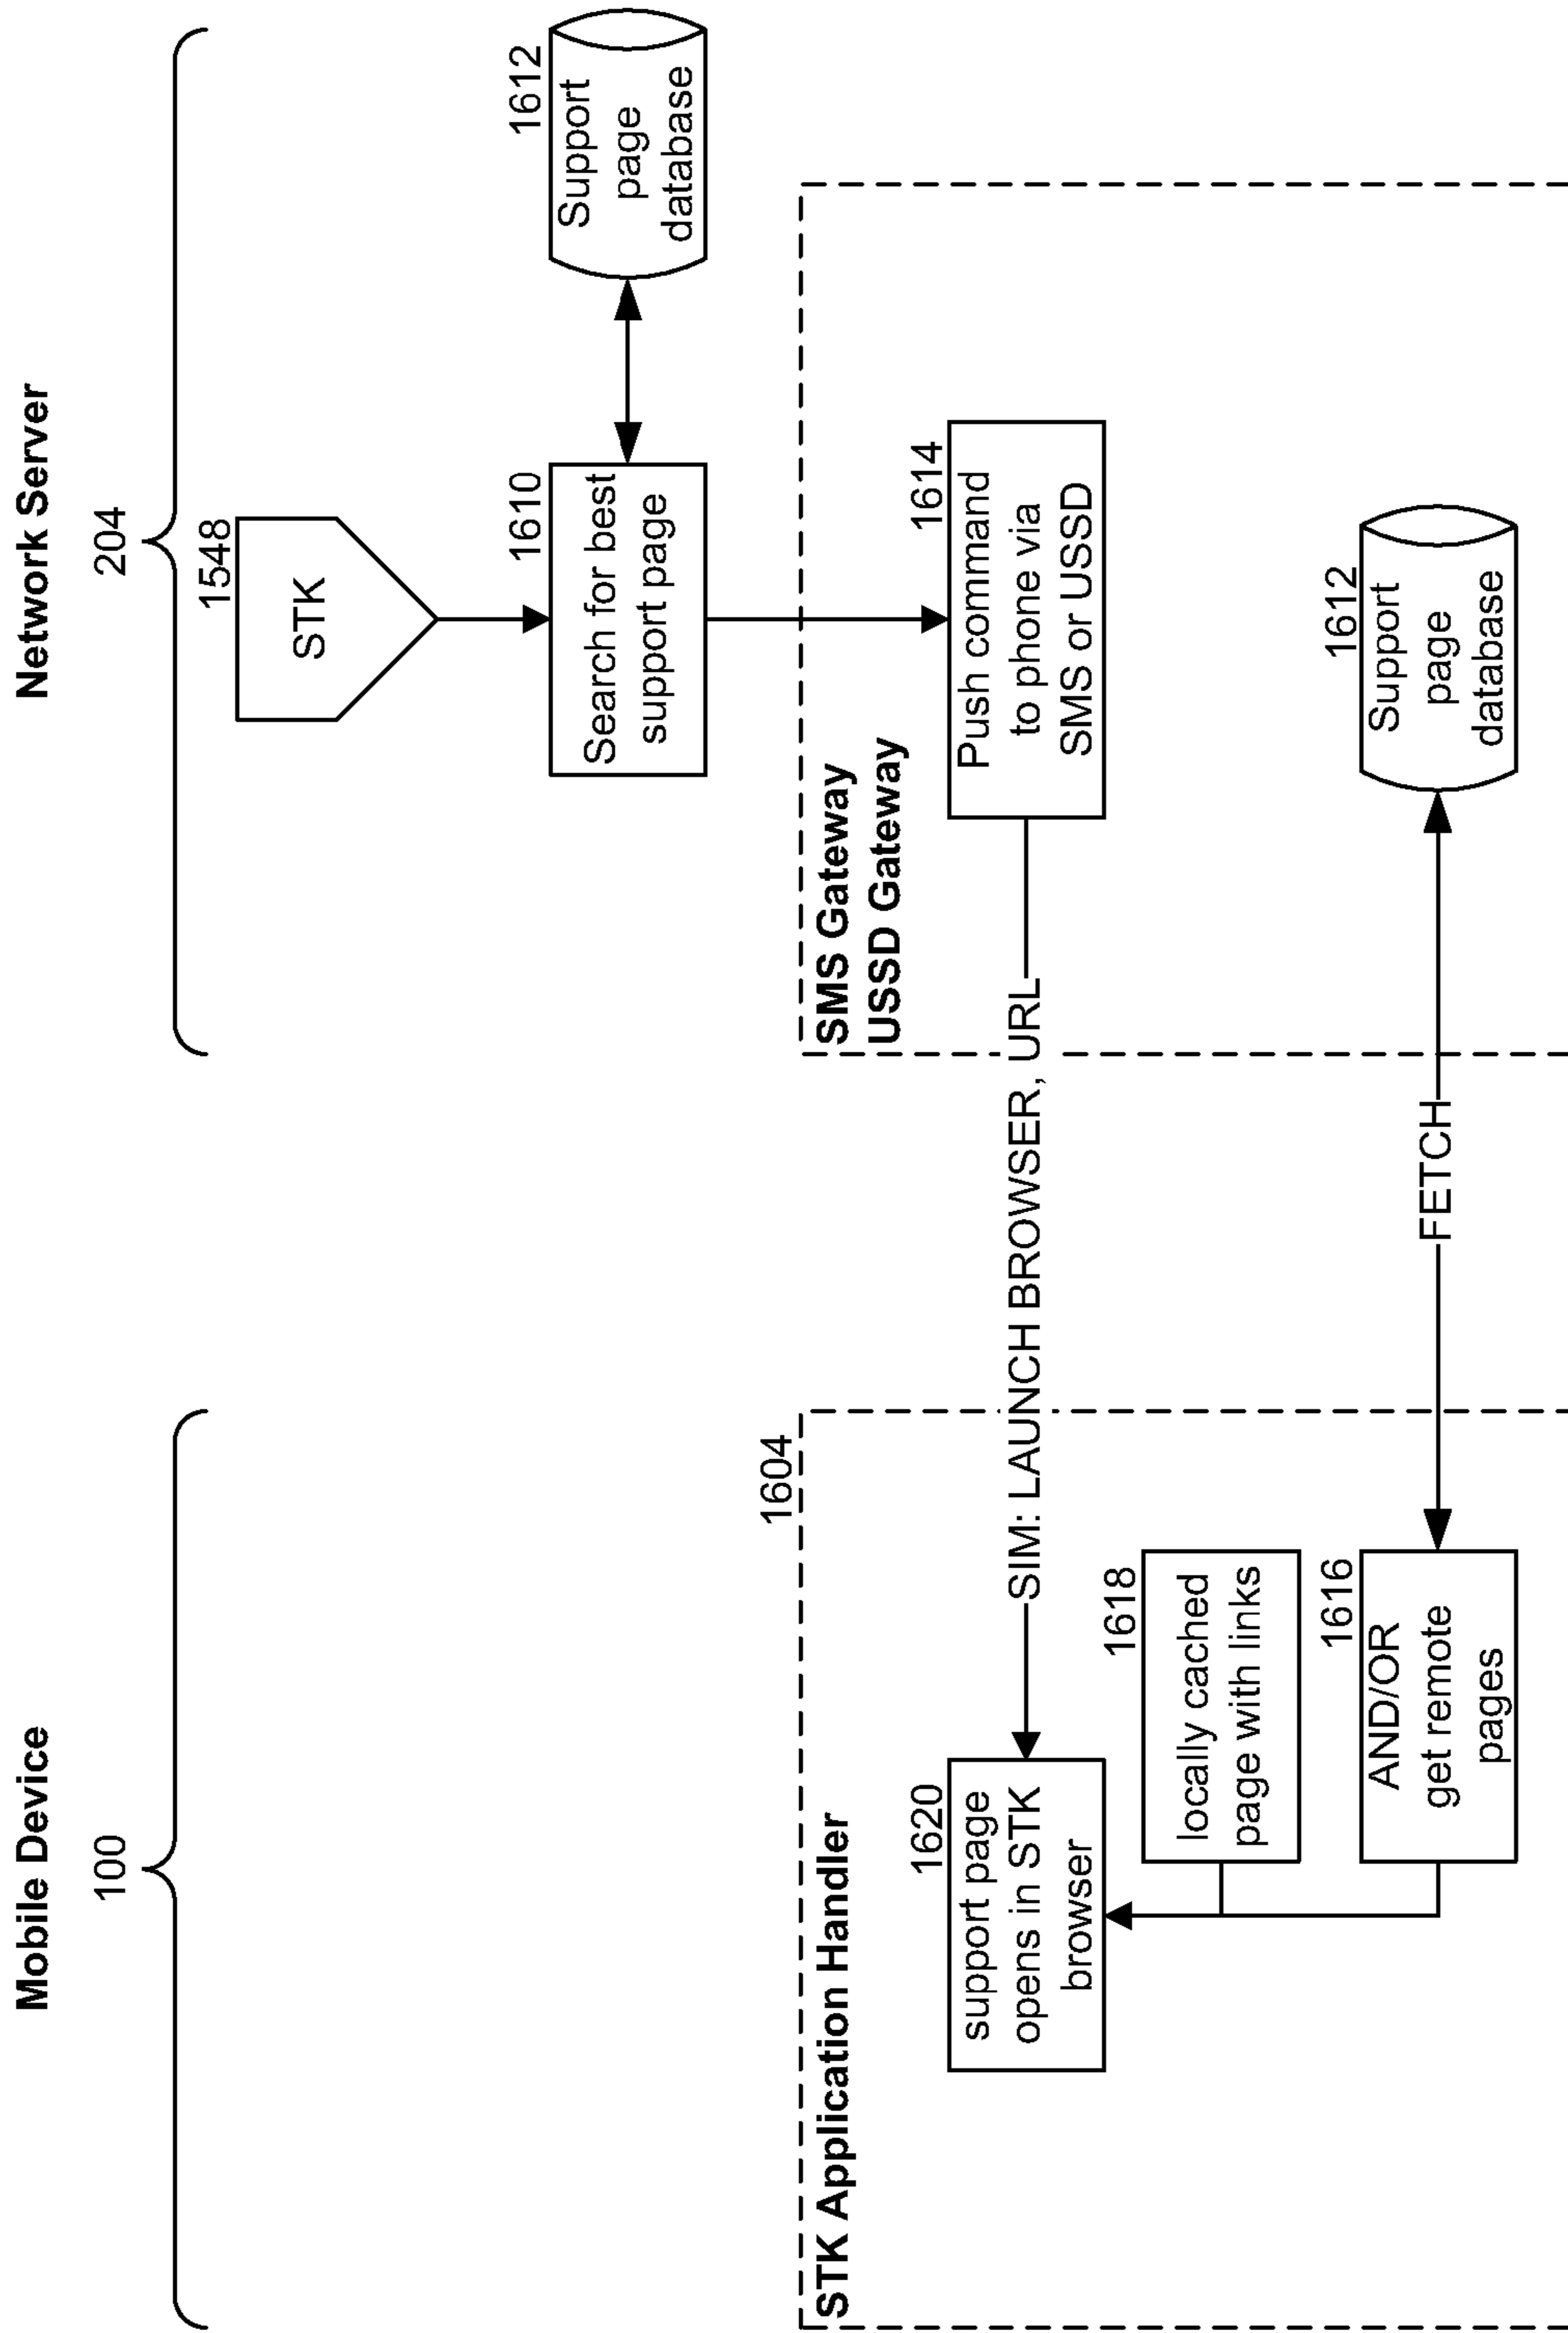 Mobile Device
100
Network Server
204
1548
STK
1610
Search for best
support page
1612
Support
page
database
1604
STK Application Handler
SMS Gateway
USSD Gateway
1620
support page
opens in STK
browser
SIM: LAUNCH BROWSER, URL
1614
Push command
to phone via
SMS or USSD
1618
locally cached
page with links
1616
AND/OR
get remote
pages
FETCH
1612
Support
page
database